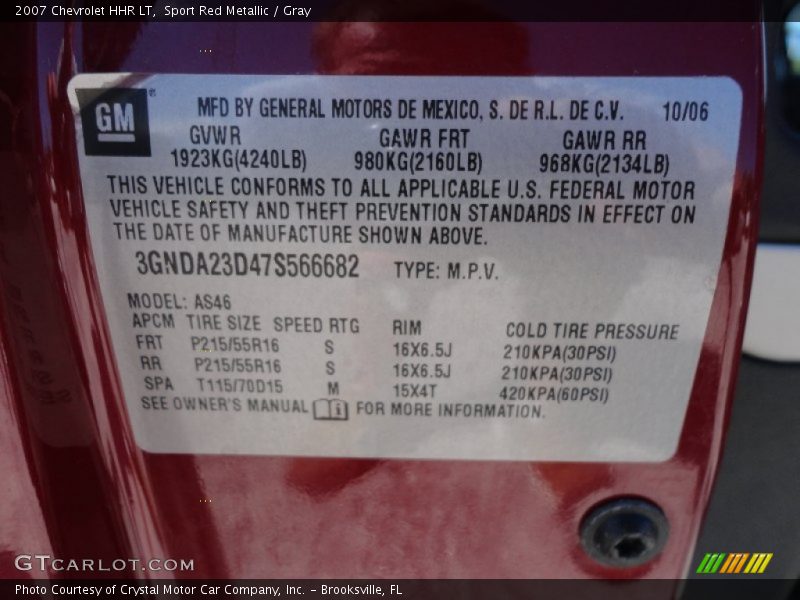 2007 Chevrolet HHR LT,  Sport Red Metallic / Gray
GM
MFD BY GENERAL MOTORS DE MEXICO, S. DE R.L. DE C.V. 10/06
GVWR GAWR FRT GAWR RR
1923KG(4240LB) 980KG(2160LB) 968KG(2134LB)
THIS VEHICLE CONFORMS TO ALL APPLICABLE U.S. FEDERAL MOTOR
VEHICLE SAFETY AND THEFT PREVENTION STANDARDS IN EFFECT ON
THE DATE OF MANUFACTURE SHOWN ABOVE.
3GNDA23D47S566682 TYPE: M.P.V.
MODEL: AS46
APCM TIRE SIZE SPEED RTG RIM COLD TIRE PRESSURE
FRT P215/55R16 S 16X6.5J 210KPA(30PSI)
RR P215/55R16 S 16X6.5J 210KPA(30PSI)
SPA T115/70D15 M 15X4T 420KPA(60PSI)
SEE OWNER'S MANUAL FOR MORE INFORMATION.
GTCARLOT.COM
Photo Courtesy of Crystal Motor Car Company, Inc. – Brooksville, FL